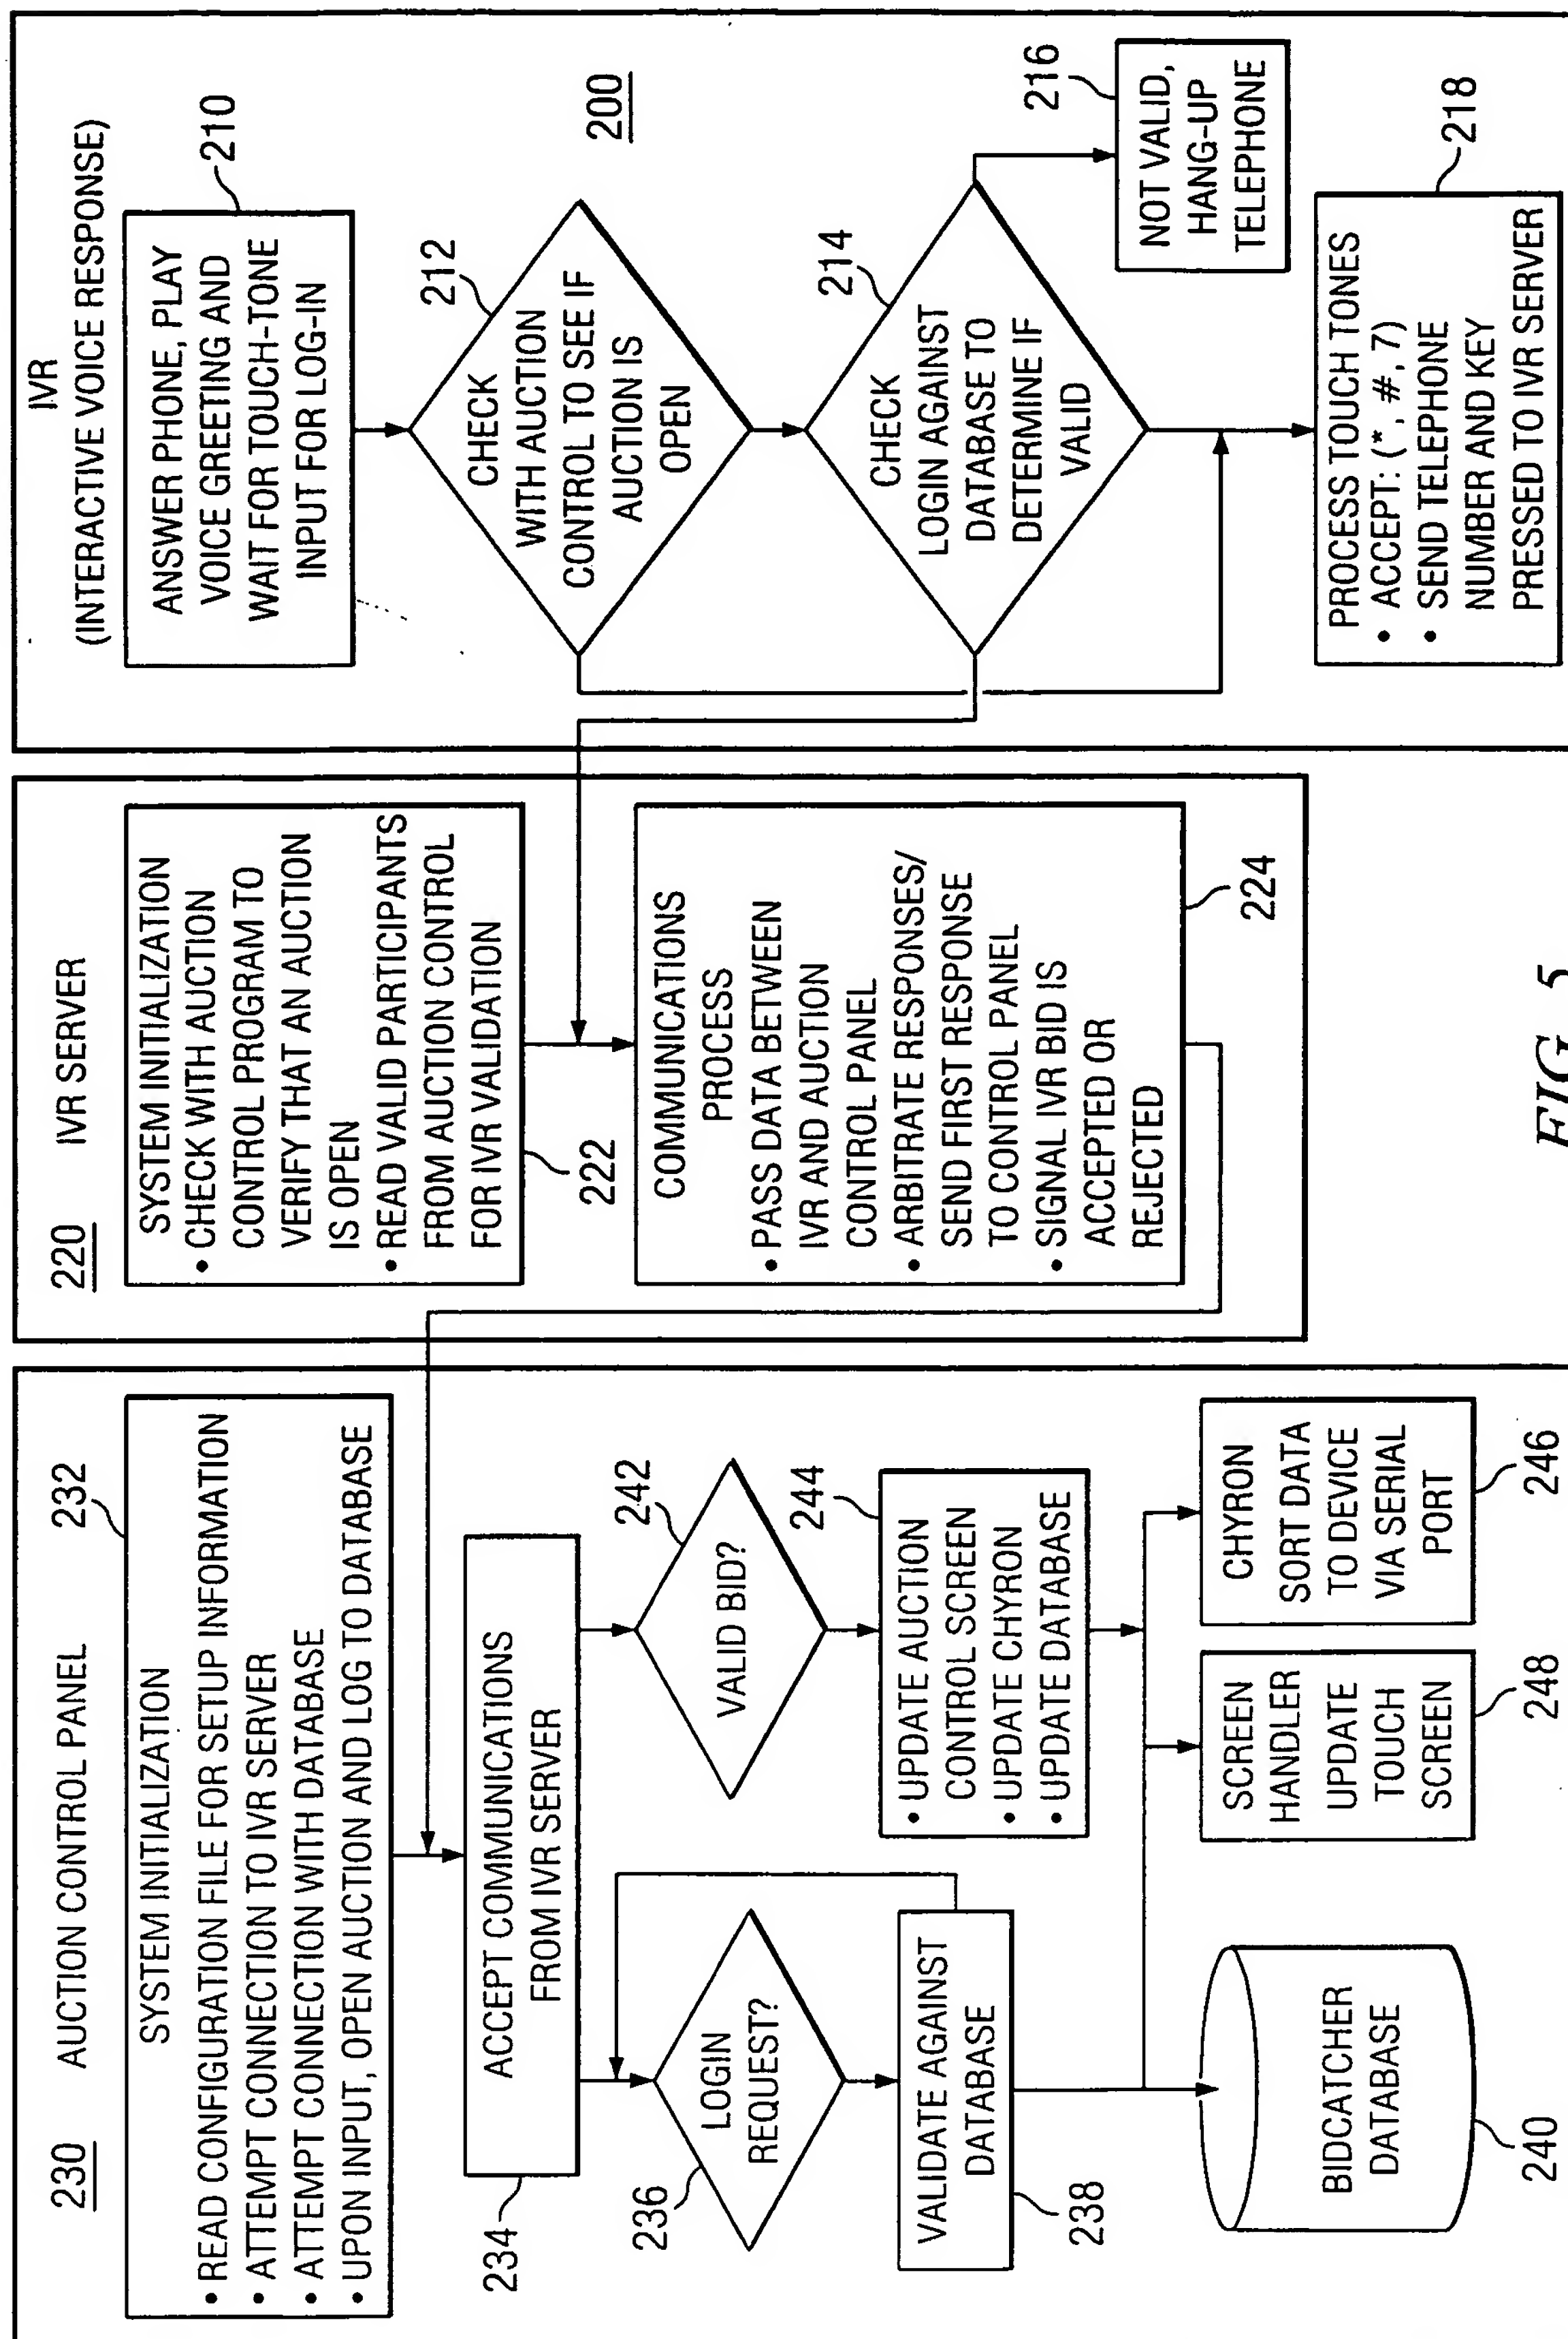 230
AUCTION CONTROL PANEL
232
SYSTEM INITIALIZATION
• READ CONFIGURATION FILE FOR SETUP INFORMATION
• ATTEMPT CONNECTION TO IVR SERVER
• ATTEMPT CONNECTION WITH DATABASE
• UPON INPUT, OPEN AUCTION AND LOG TO DATABASE
234
ACCEPT COMMUNICATIONS
FROM IVR SERVER
236
LOGIN
REQUEST?
242
VALID BID?
VALIDATE AGAINST
DATABASE
238
244
• UPDATE AUCTION
CONTROL SCREEN
• UPDATE CHYRON
• UPDATE DATABASE
BIDCATCHER
DATABASE
240
SCREEN
HANDLER
UPDATE
TOUCH
SCREEN
248
CHYRON
SORT DATA
TO DEVICE
VIA SERIAL
PORT
246
220
IVR SERVER
SYSTEM INITIALIZATION
• CHECK WITH AUCTION
CONTROL PROGRAM TO
VERIFY THAT AN AUCTION
IS OPEN
• READ VALID PARTICIPANTS
FROM AUCTION CONTROL
FOR IVR VALIDATION
222
COMMUNICATIONS
PROCESS
• PASS DATA BETWEEN
IVR AND AUCTION
CONTROL PANEL
• ARBITRATE RESPONSES/
SEND FIRST RESPONSE
TO CONTROL PANEL
• SIGNAL IVR BID IS
ACCEPTED OR
REJECTED
224
IVR
(INTERACTIVE VOICE RESPONSE)
210
ANSWER PHONE, PLAY
VOICE GREETING AND
WAIT FOR TOUCH-TONE
INPUT FOR LOG-IN
212
CHECK
WITH AUCTION
CONTROL TO SEE IF
AUCTION IS
OPEN
200
214
CHECK
LOGIN AGAINST
DATABASE TO
DETERMINE IF
VALID
216
NOT VALID,
HANG-UP
TELEPHONE
218
PROCESS TOUCH TONES
• ACCEPT: (*, #, 7)
• SEND TELEPHONE
NUMBER AND KEY
PRESSED TO IVR SERVER
FIG. 5